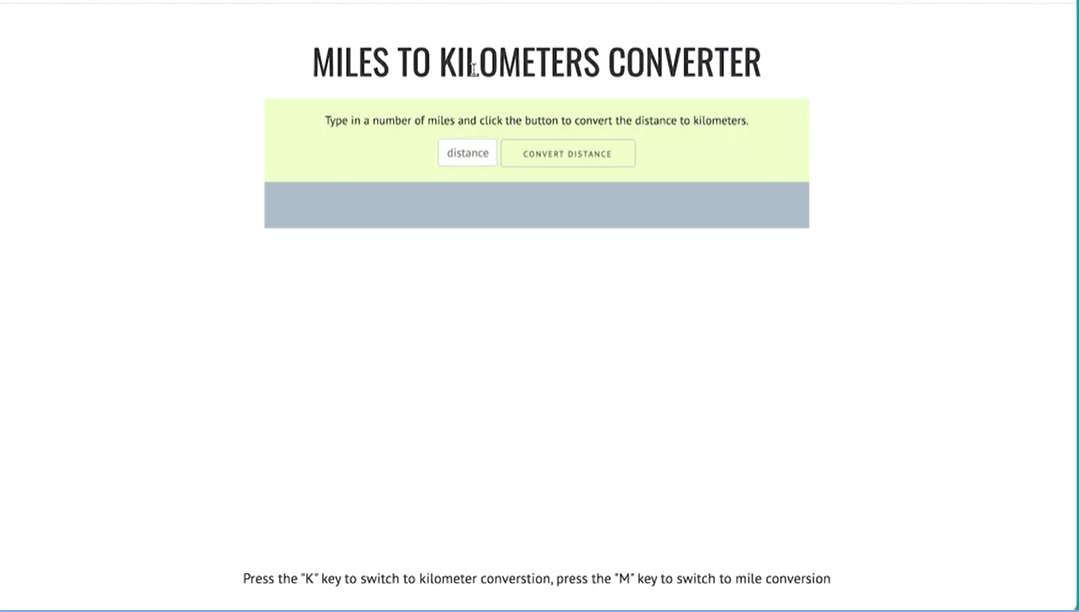 MILES TO KILOMETERS CONVERTER
Type in a number of miles and click the button to convert the distance to kilometers.
distance CONVERT DISTANCE
Press the "K" key to switch to kilometer converstion, press the "M" key to switch to mile conversion